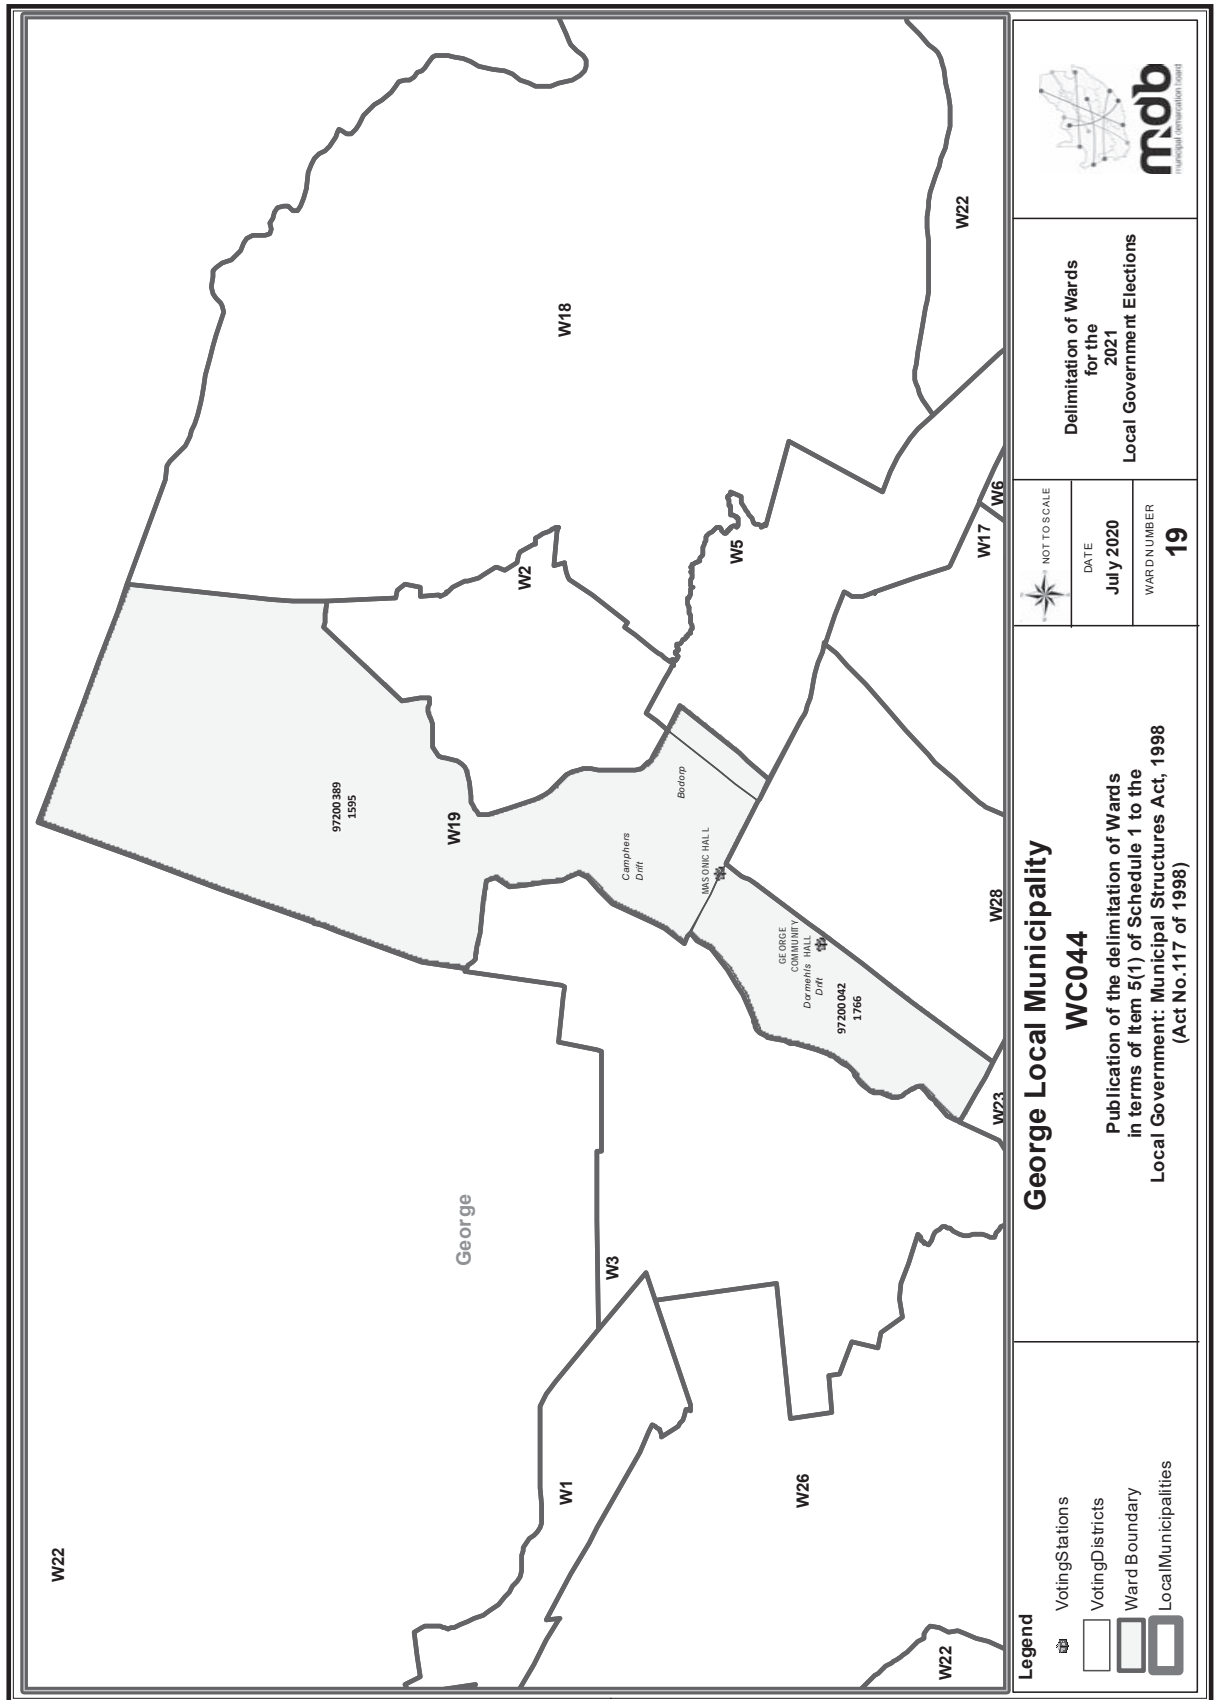 W22
W18
W22
W2
W5
W6
W17
97200389
1595
W19
Camphers
Drift
Bodorp
MASONIC HALL
GEORGE
COMMUNITY
HALL
Dormehls
Drift
97200042
1766
W28
W23
George
W3
W1
W26
W22
Legend
VotingStations
VotingDistricts
Ward Boundary
LocalMunicipalities
George Local Municipality
WC044
Publication of the delimitation of Wards
in terms of Item 5(1) of Schedule 1 to the
Local Government: Municipal Structures Act, 1998
(Act No.117 of 1998)
NOT TO SCALE
DATE
July 2020
WARD NUMBER
19
Delimitation of Wards
for the
2021
Local Government Elections
mdb
municipal demarcation board